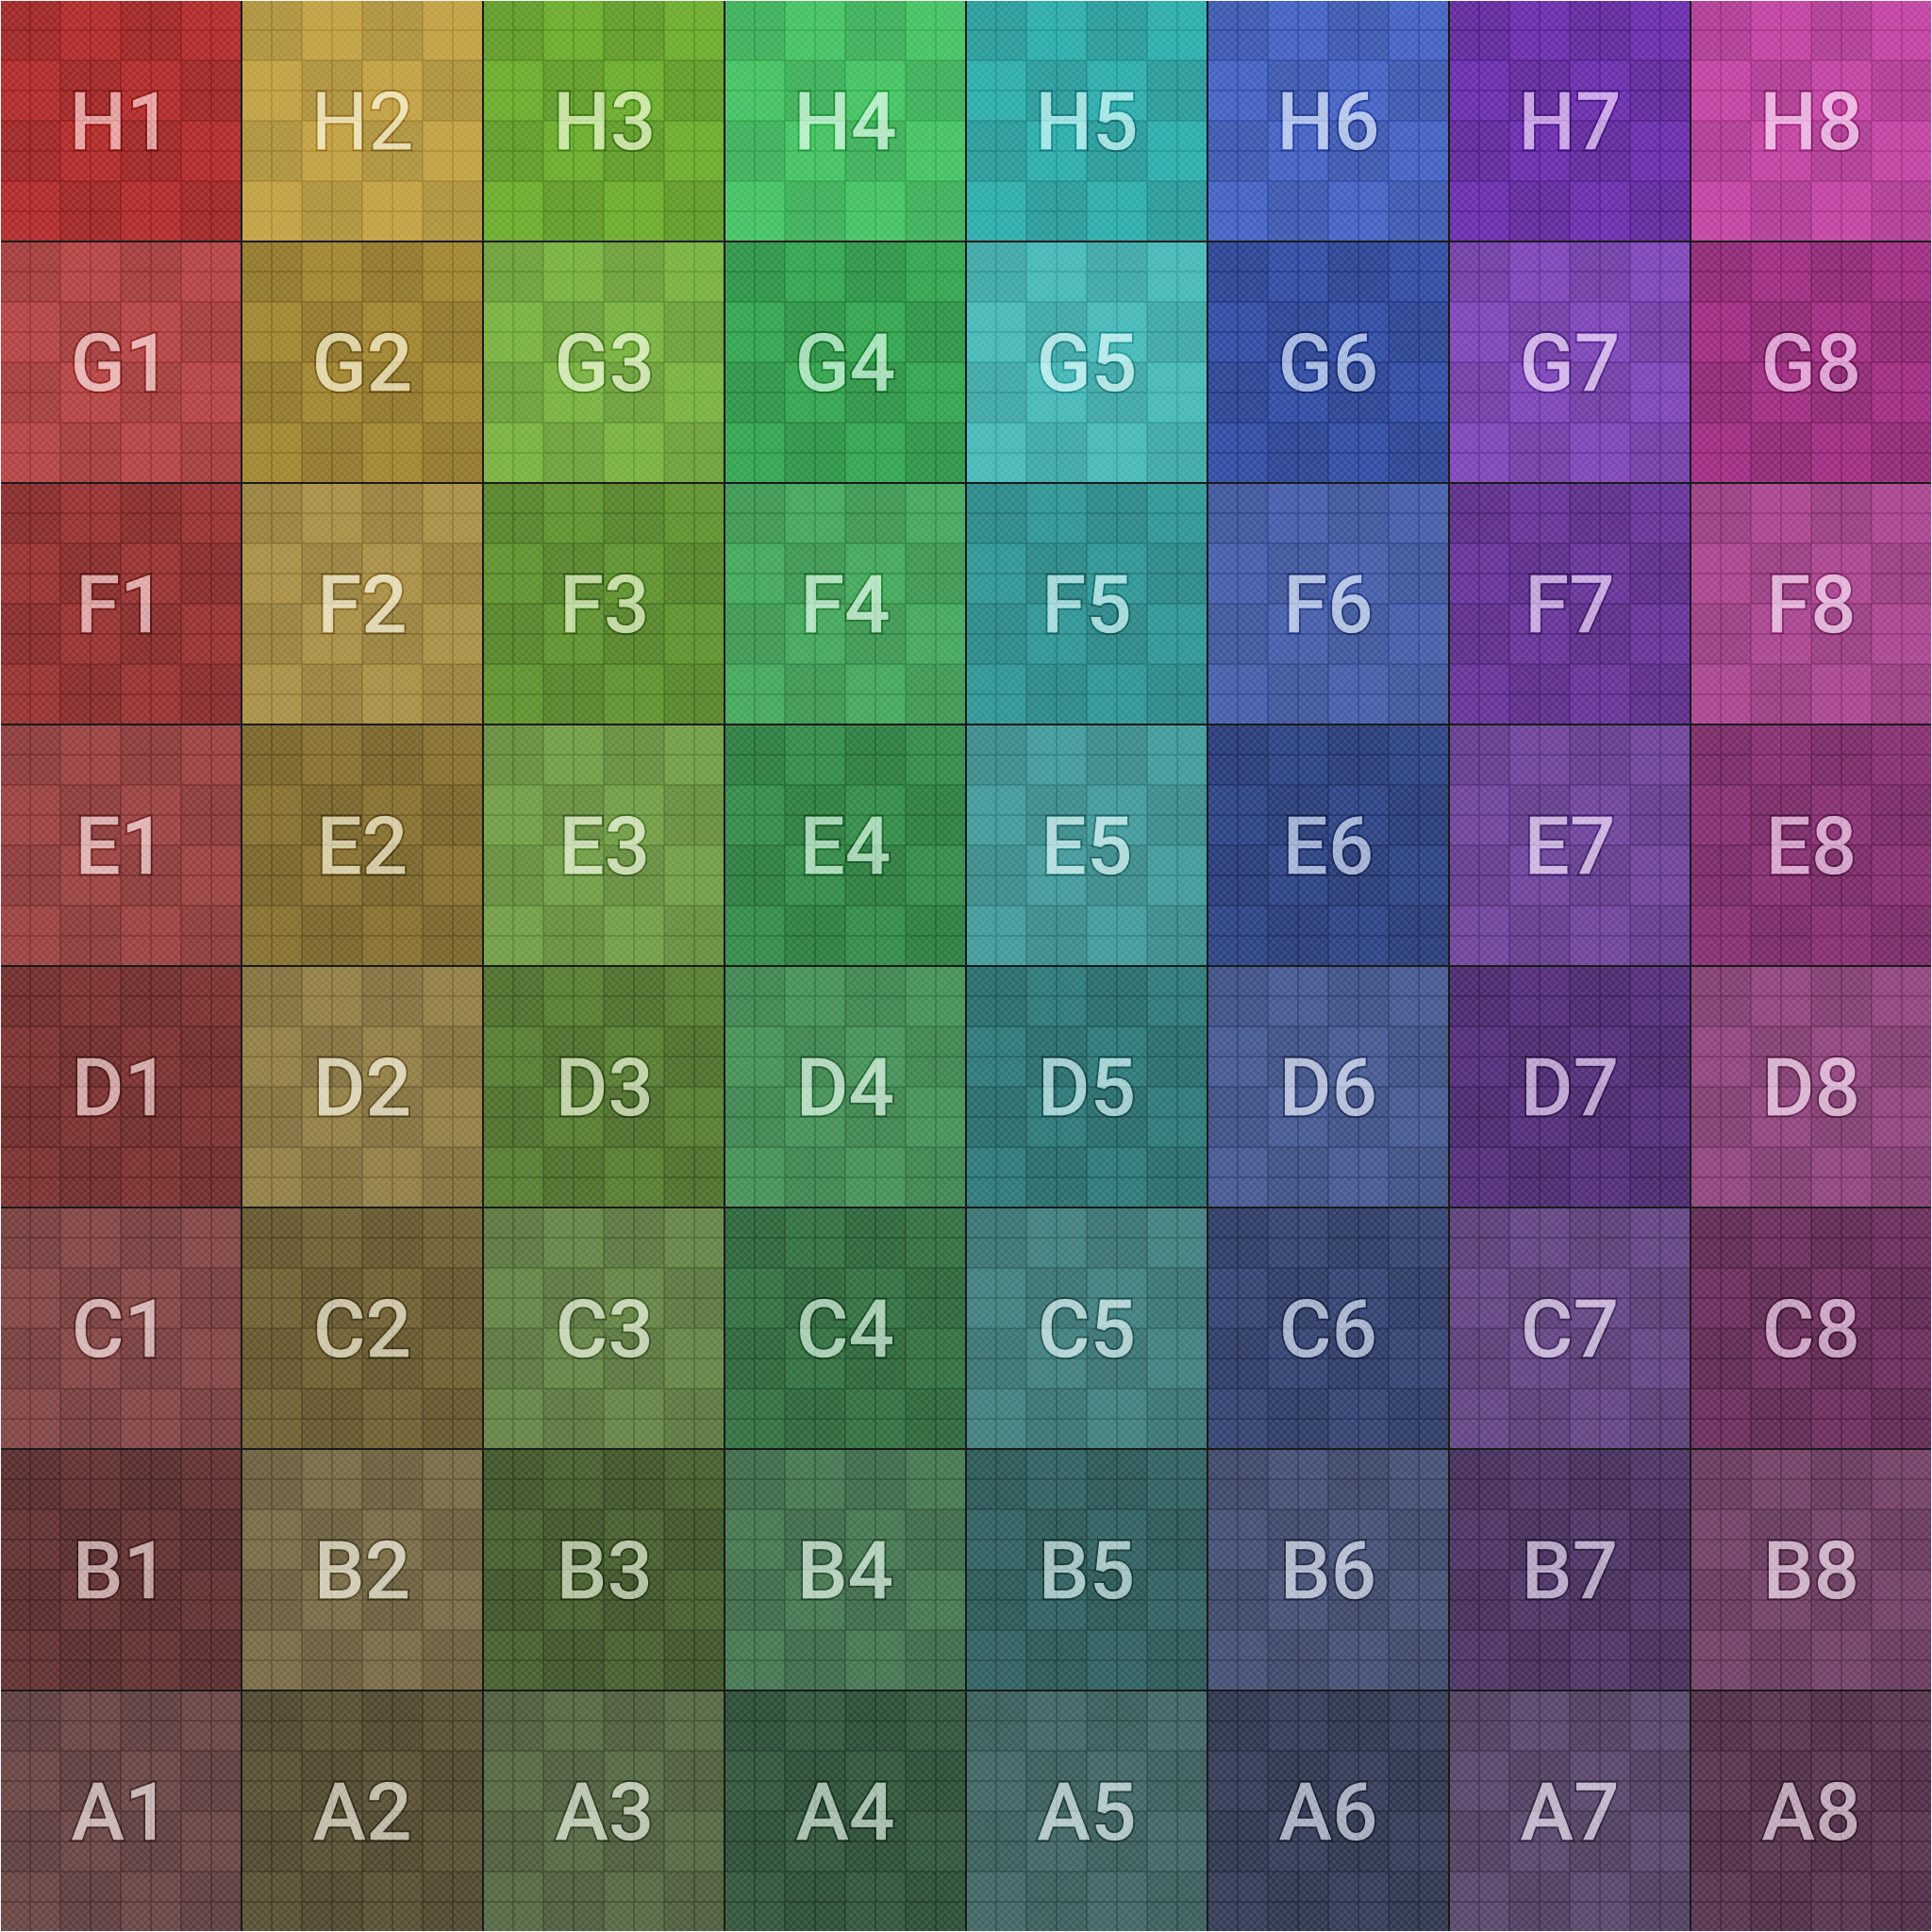 H1 H2 H3 H4 H5 H6 H7 H8
G1 G2 G3 G4 G5 G6 G7 G8
F1 F2 F3 F4 F5 F6 F7 F8
E1 E2 E3 E4 E5 E6 E7 E8
D1 D2 D3 D4 D5 D6 D7 D8
C1 C2 C3 C4 C5 C6 C7 C8
B1 B2 B3 B4 B5 B6 B7 B8
A1 A2 A3 A4 A5 A6 A7 A8